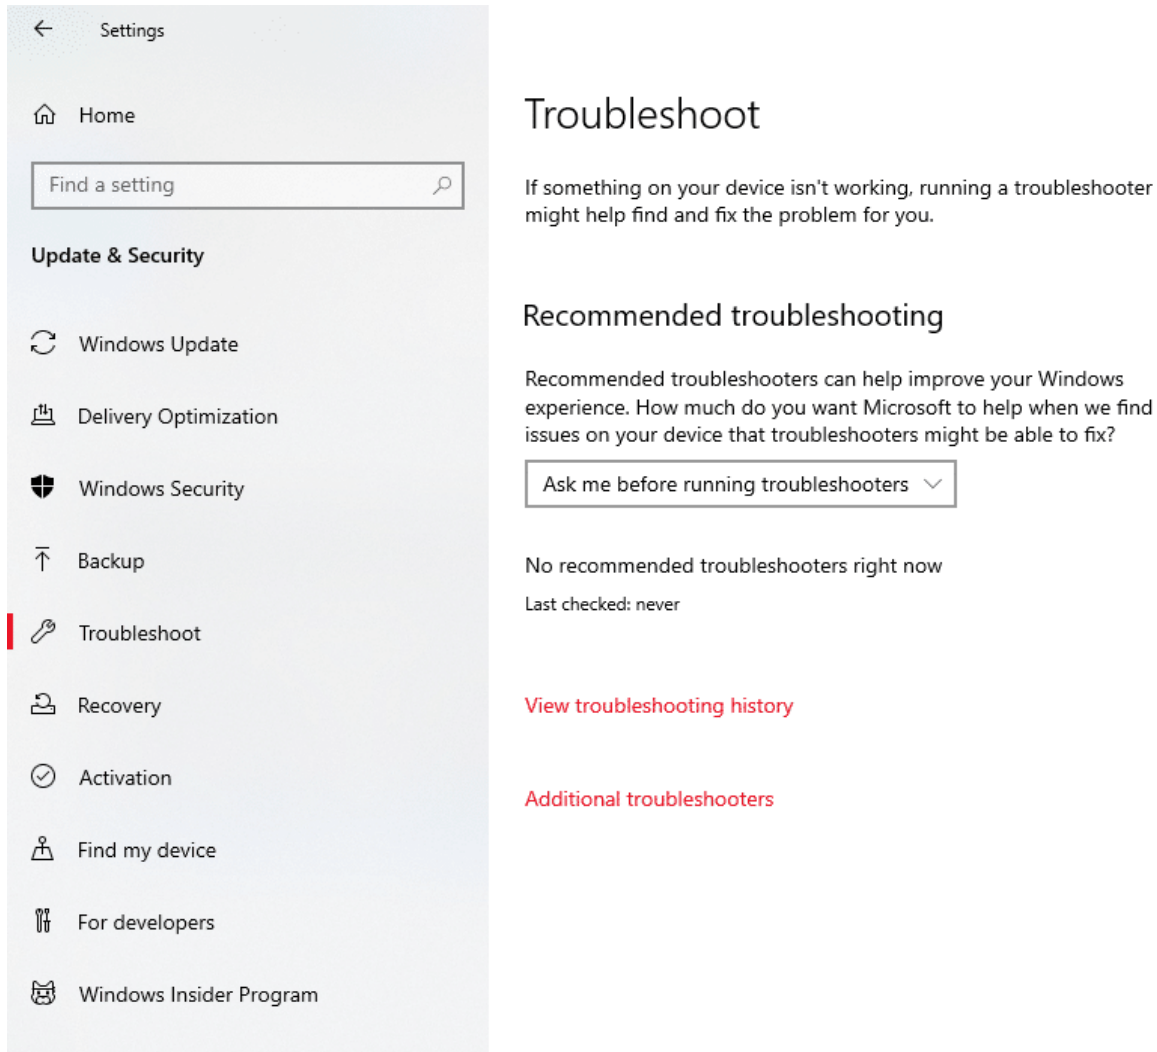 Settings
Home
Find a setting
Update & Security
Windows Update
Delivery Optimization
Windows Security
Backup
Troubleshoot
Recovery
Activation
Find my device
For developers
Windows Insider Program
Troubleshoot
If something on your device isn't working, running a troubleshooter
might help find and fix the problem for you.
Recommended troubleshooting
Recommended troubleshooters can help improve your Windows
experience. How much do you want Microsoft to help when we find
issues on your device that troubleshooters might be able to fix?
Ask me before running troubleshooters
No recommended troubleshooters right now
Last checked: never
View troubleshooting history
Additional troubleshooters